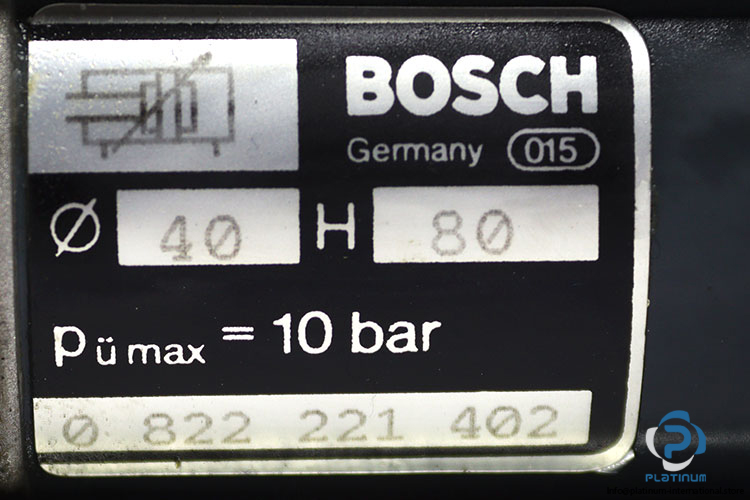 BOSCH
Germany 015
Ø 40 H 80
pü max = 10 bar
0 822 221 402
PLATINUM